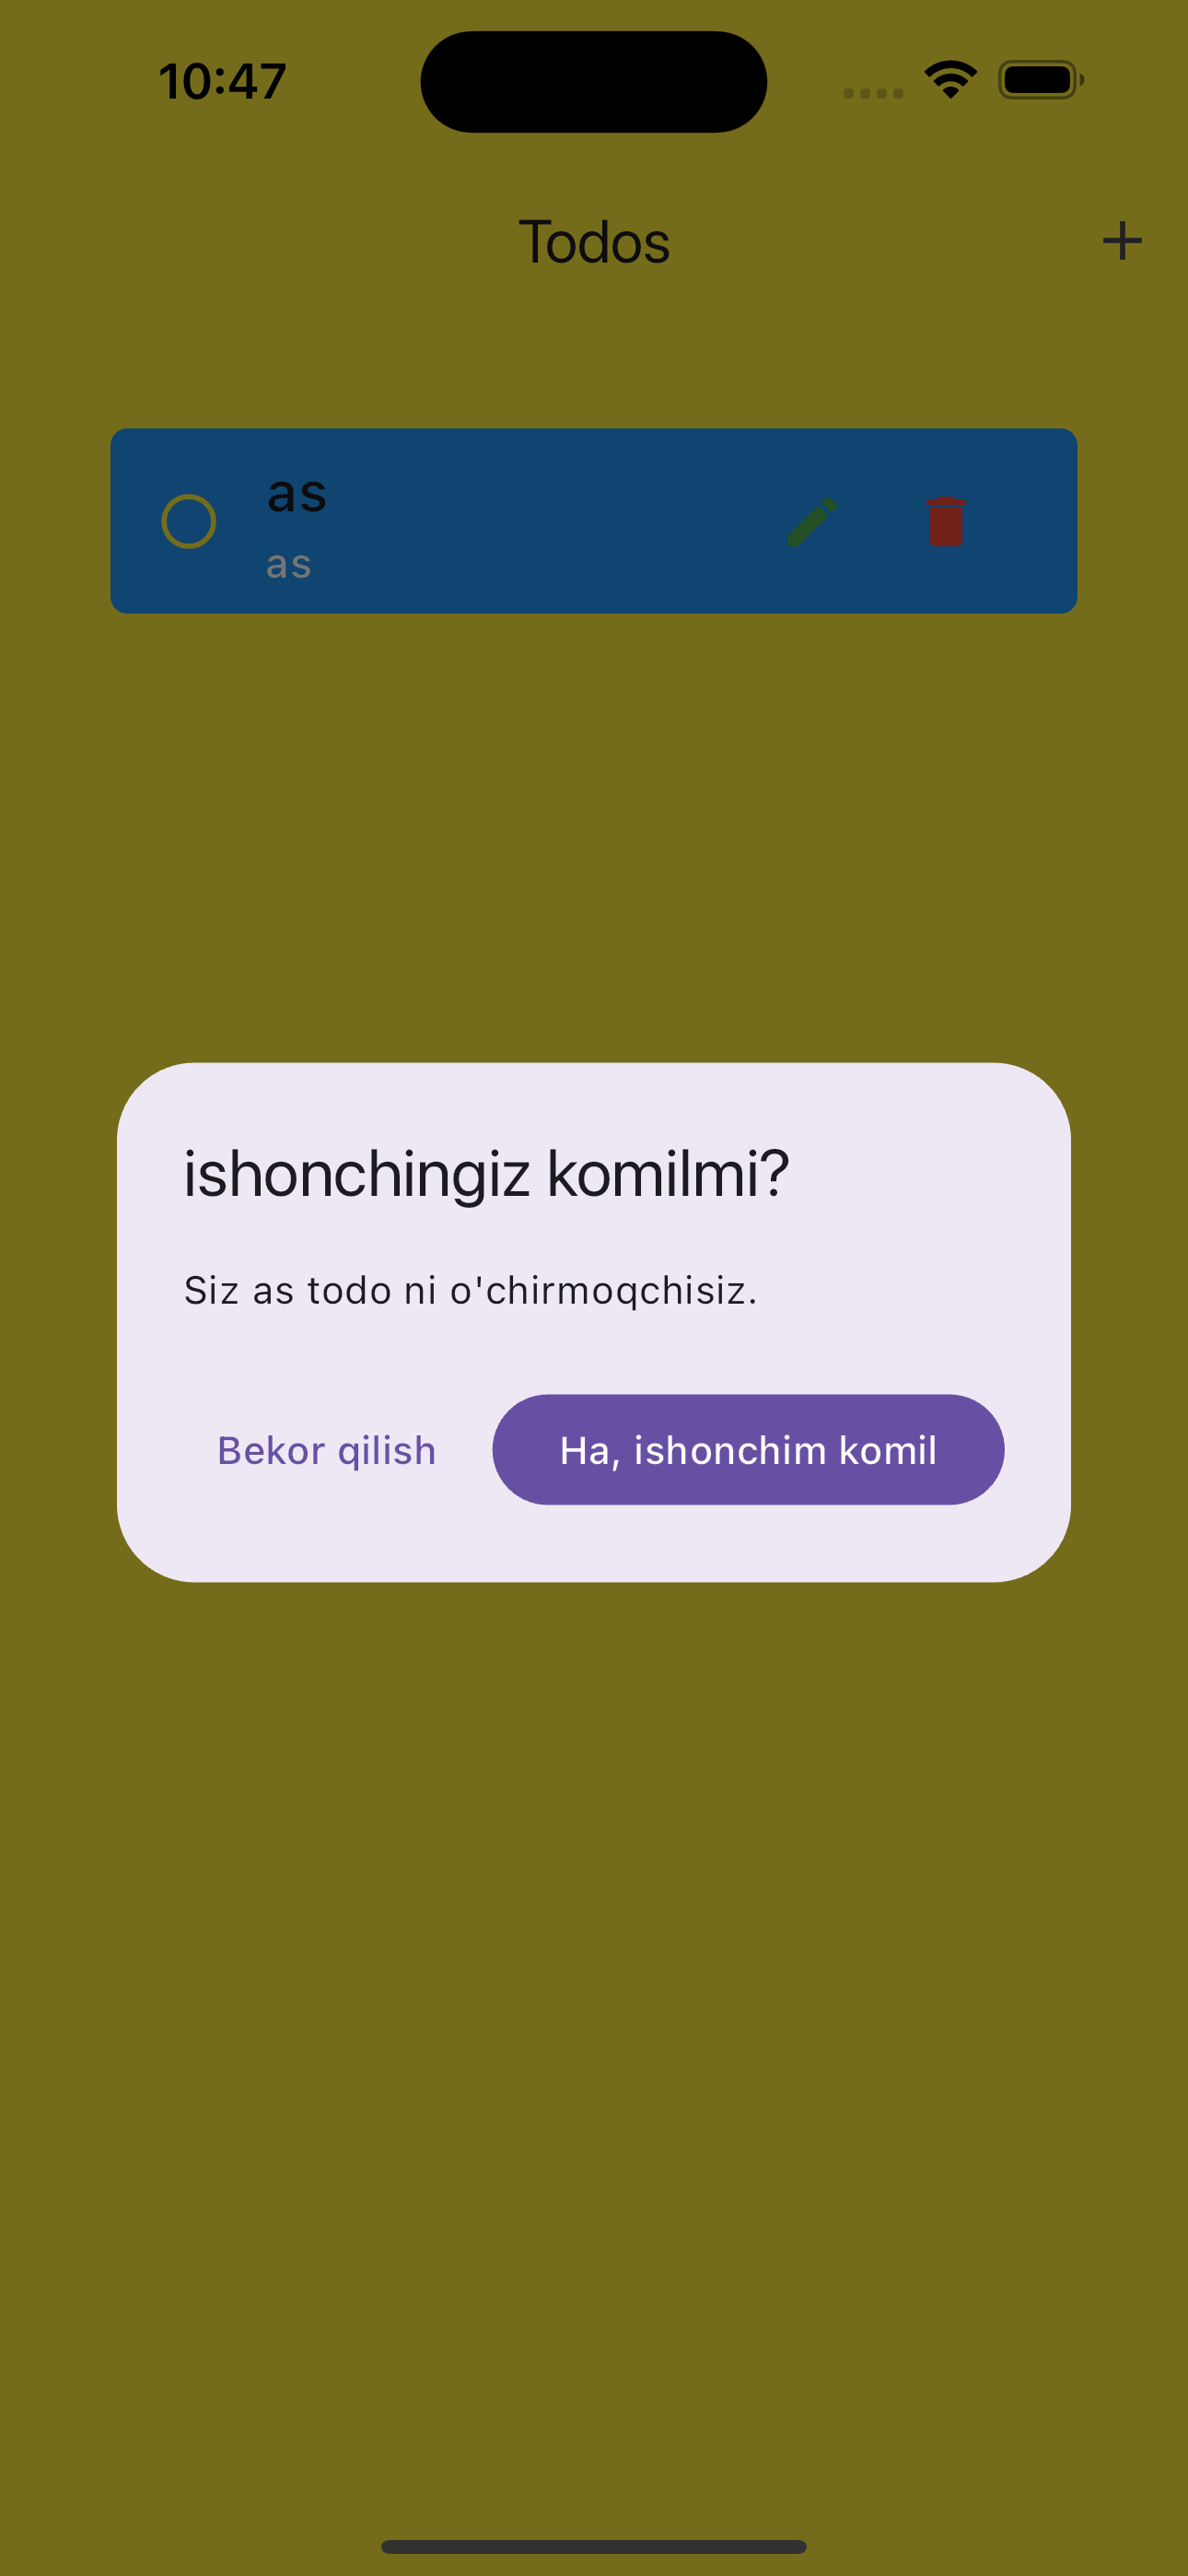 10:47
Todos
as
as
ishonchingiz komilmi?
Siz as todo ni o'chirmoqchisiz.
Bekor qilish
Ha, ishonchim komil